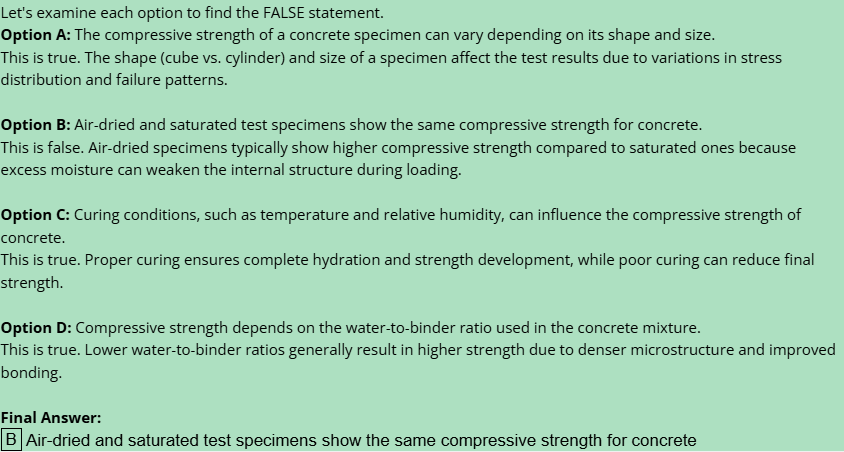 Let's examine each option to find the FALSE statement.
Option A: The compressive strength of a concrete specimen can vary depending on its shape and size.
This is true. The shape (cube vs. cylinder) and size of a specimen affect the test results due to variations in stress
distribution and failure patterns.
Option B: Air-dried and saturated test specimens show the same compressive strength for concrete.
This is false. Air-dried specimens typically show higher compressive strength compared to saturated ones because
excess moisture can weaken the internal structure during loading.
Option C: Curing conditions, such as temperature and relative humidity, can influence the compressive strength of
concrete.
This is true. Proper curing ensures complete hydration and strength development, while poor curing can reduce final
strength.
Option D: Compressive strength depends on the water-to-binder ratio used in the concrete mixture.
This is true. Lower water-to-binder ratios generally result in higher strength due to denser microstructure and improved
bonding.
Final Answer:
B Air-dried and saturated test specimens show the same compressive strength for concrete